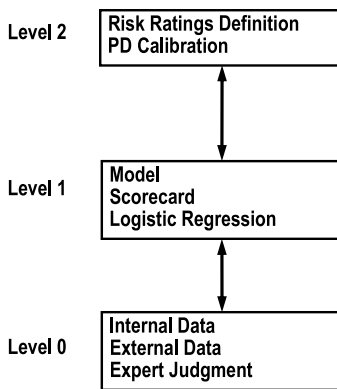 Level 2
Risk Ratings Definition
PD Calibration
Level 1
Model
Scorecard
Logistic Regression
Level 0
Internal Data
External Data
Expert Judgment